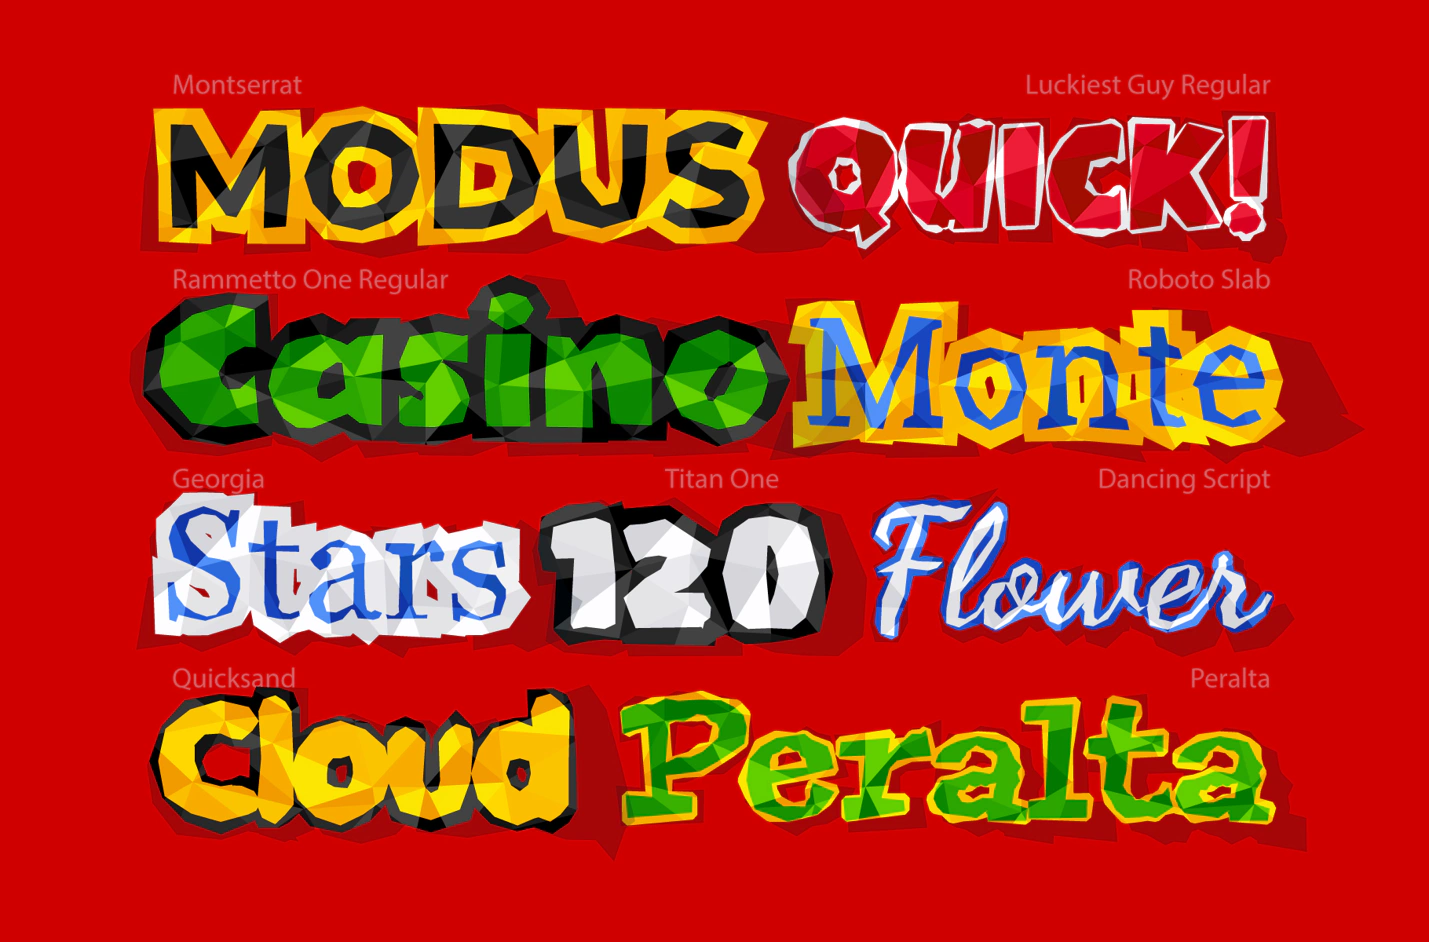 Montserrat Luckiest Guy Regular
MODUS QUICK!
Rammetto One Regular Roboto Slab
Casino Monte
Georgia Titan One Dancing Script
Stars 120 Flower
Quicksand Peralta
Cloud Peralta